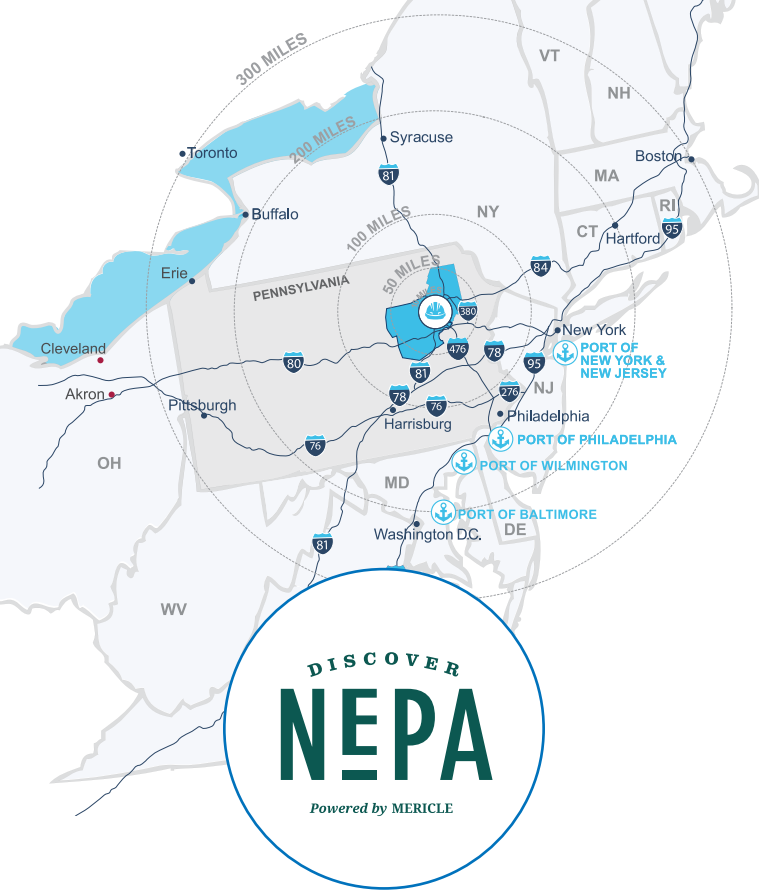 300 MILES
VT
NH
200 MILES
Syracuse
Toronto
Boston
81
MA
RI
100 MILES
NY
Buffalo
CT
95
Hartford
50 MILES
84
Erie
PENNSYLVANIA
380
New York
PORT OF
NEW YORK &
NEW JERSEY
Cleveland
476
78
80
95
81
NJ
Akron
78
276
76
Pittsburgh
Harrisburg
Philadelphia
76
PORT OF PHILADELPHIA
OH
PORT OF WILMINGTON
MD
PORT OF BALTIMORE
Washington D.C.
DE
81
WV
DISCOVER
NEPA
Powered by MERICLE